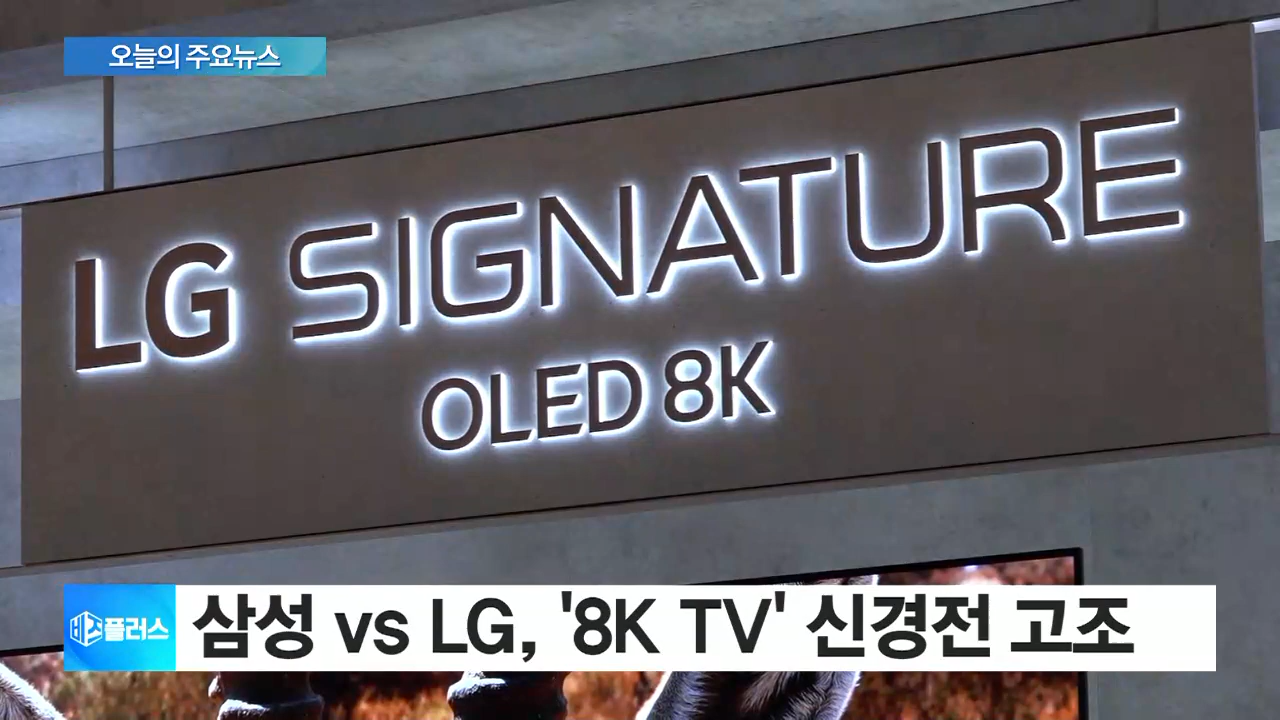 오늘의 주요뉴스
LG SIGNATURE
OLED 8K
비즈플러스
삼성 vs LG, '8K TV' 신경전 고조